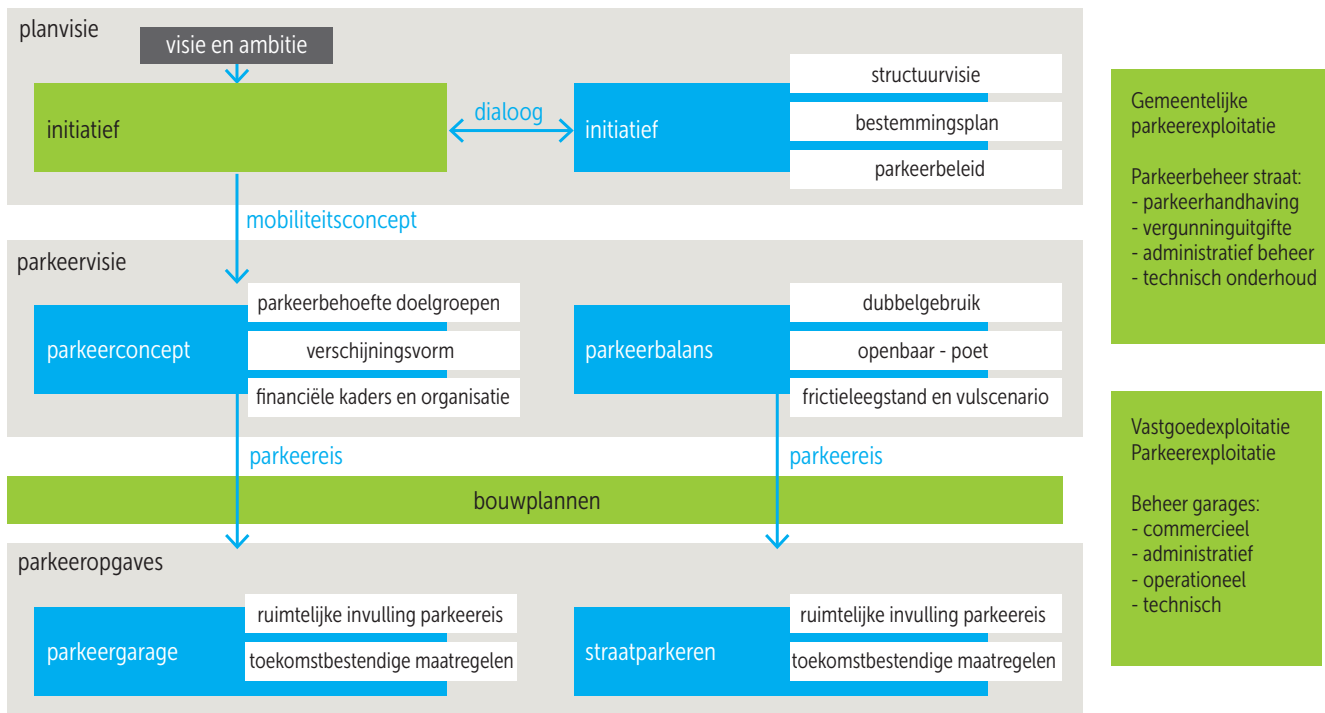 planvisie
visie en ambitie
initiatief
dialoog
initiatief
structuurvisie
bestemmingsplan
parkeerbeleid
mobiliteitsconcept
parkeervisie
parkeerconcept
parkeerbehoefte doelgroepen
verschijningsvorm
financiële kaders en organisatie
parkeerbalans
dubbelgebruik
openbaar - poet
frictieleegstand en vulscenario
parkeereis
parkeereis
bouwplannen
parkeeropgaves
parkeergarage
ruimtelijke invulling parkeereis
toekomstbestendige maatregelen
straatparkeren
ruimtelijke invulling parkeereis
toekomstbestendige maatregelen
Gemeentelijke
parkeerexploitatie
Parkeerbeheer straat:
- parkeerhandhaving
- vergunninguitgifte
- administratief beheer
- technisch onderhoud
Vastgoedexploitatie
Parkeerexploitatie
Beheer garages:
- commercieel
- administratief
- operationeel
- technisch